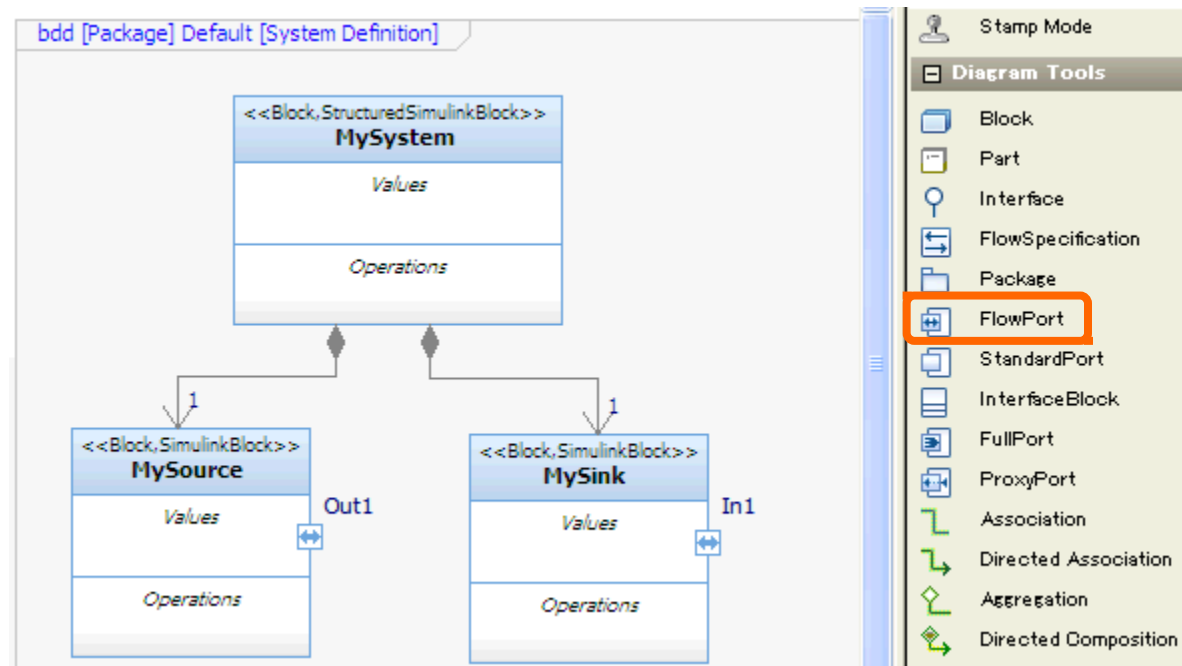 bdd [Package] Default [System Definition]
<<Block,StructuredSimulinkBlock>>
MySystem
Values
Operations
1
1
<<Block,SimulinkBlock>>
MySource
Values
Out1
Operations
<<Block,SimulinkBlock>>
MySink
Values
In1
Operations
Stamp Mode
Diagram Tools
Block
Part
Interface
FlowSpecification
Package
FlowPort
StandardPort
InterfaceBlock
FullPort
ProxyPort
Association
Directed Association
Aggregation
Directed Composition